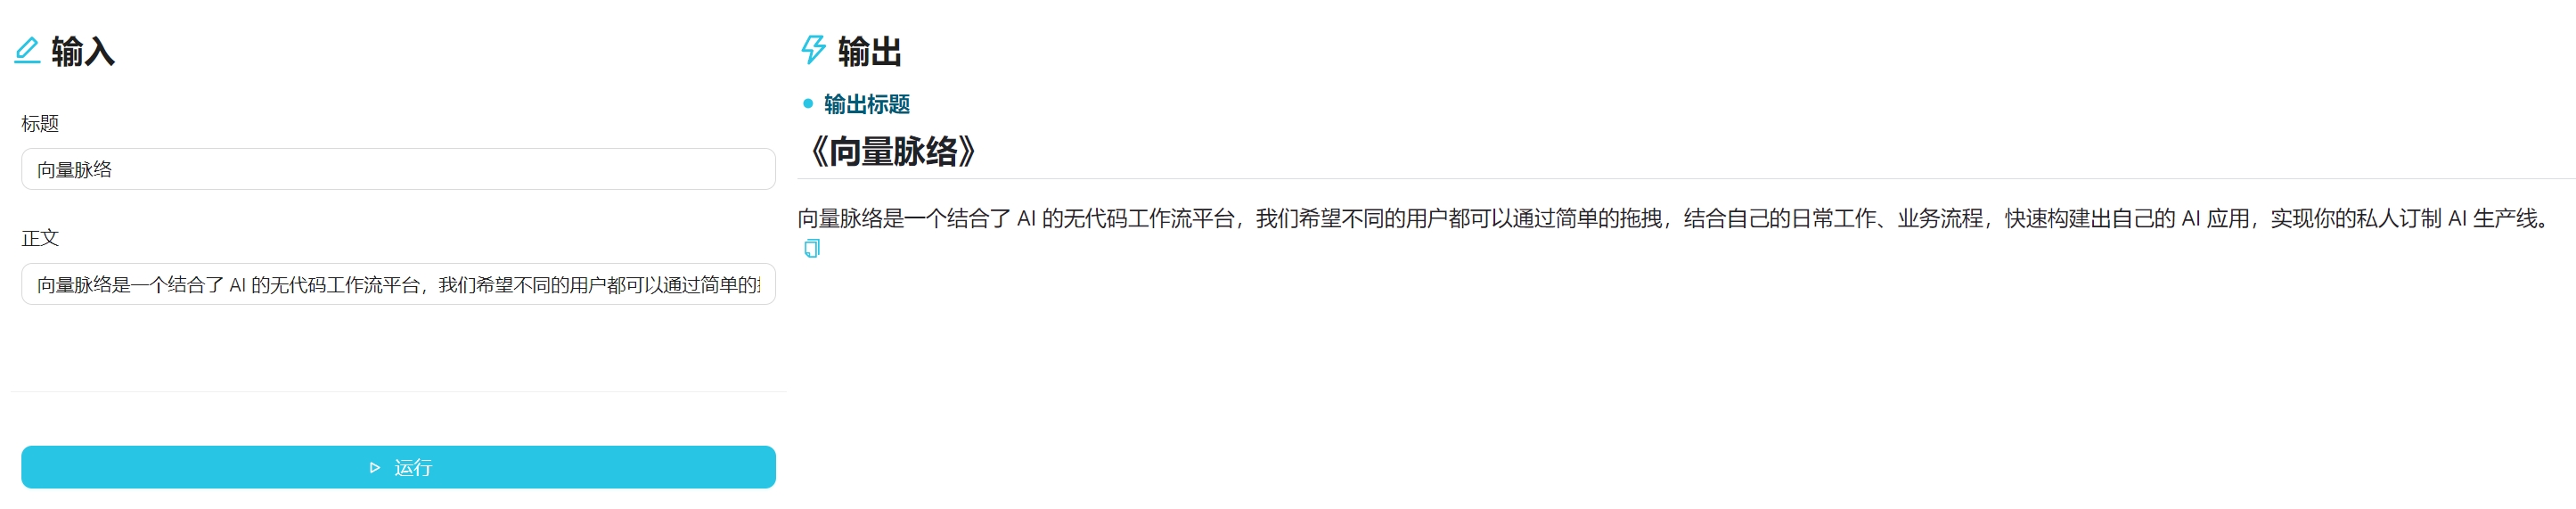 输入
标题
向量脉络
正文
向量脉络是一个结合了 AI 的无代码工作流平台，我们希望不同的用户都可以通过简单的
运行
输出
输出标题
《向量脉络》
向量脉络是一个结合了 AI 的无代码工作流平台，我们希望不同的用户都可以通过简单的拖拽，结合自己的日常工作、业务流程，快速构建出自己的 AI 应用，实现你的私人订制 AI 生产线。